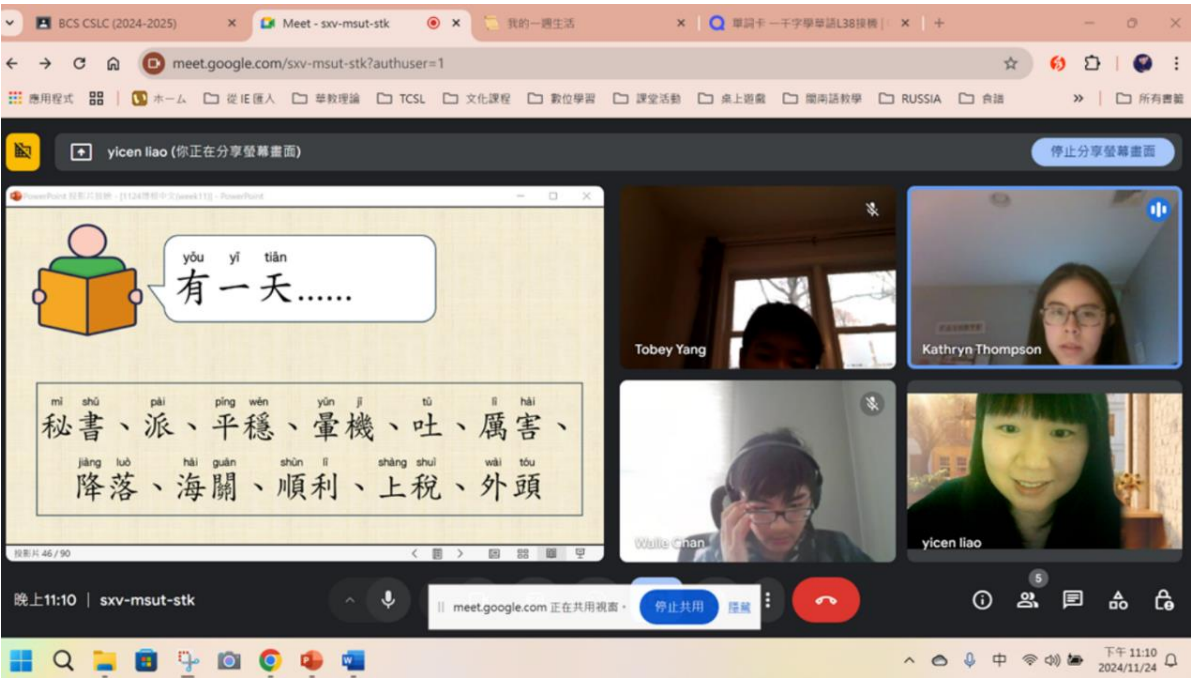 BCS CSLC (2024-2025)
Meet - sxv-msut-stk
我的一週生活
單詞卡 一千字學華語L38接機 |
meet.google.com/sxv-msut-stk?authuser=1
應用程式
ホーム
從 IE 匯入
華教理論
TCSL
文化課程
數位學習
課堂活動
桌上遊戲
閩南語教學
RUSSIA
會議
所有書籤
yicen liao (你正在分享螢幕畫面)
停止分享螢幕畫面
yǒu yì tiān
有一天......
mì shū pài píng wěn yūn jī tù lì hài
秘書、派、平穩、暈機、吐、厲害、
jiàng luò hǎi guān shùn lì shàng shuì wài tóu
降落、海關、順利、上稅、外頭
投影片 46 / 90
Tobey Yang
Kathryn Thompson
yicen liao
晚上11:10 | sxv-msut-stk
meet.google.com 正在共用視窗。
停止共用
隱藏
5
中
下午 11:10
2024/11/24